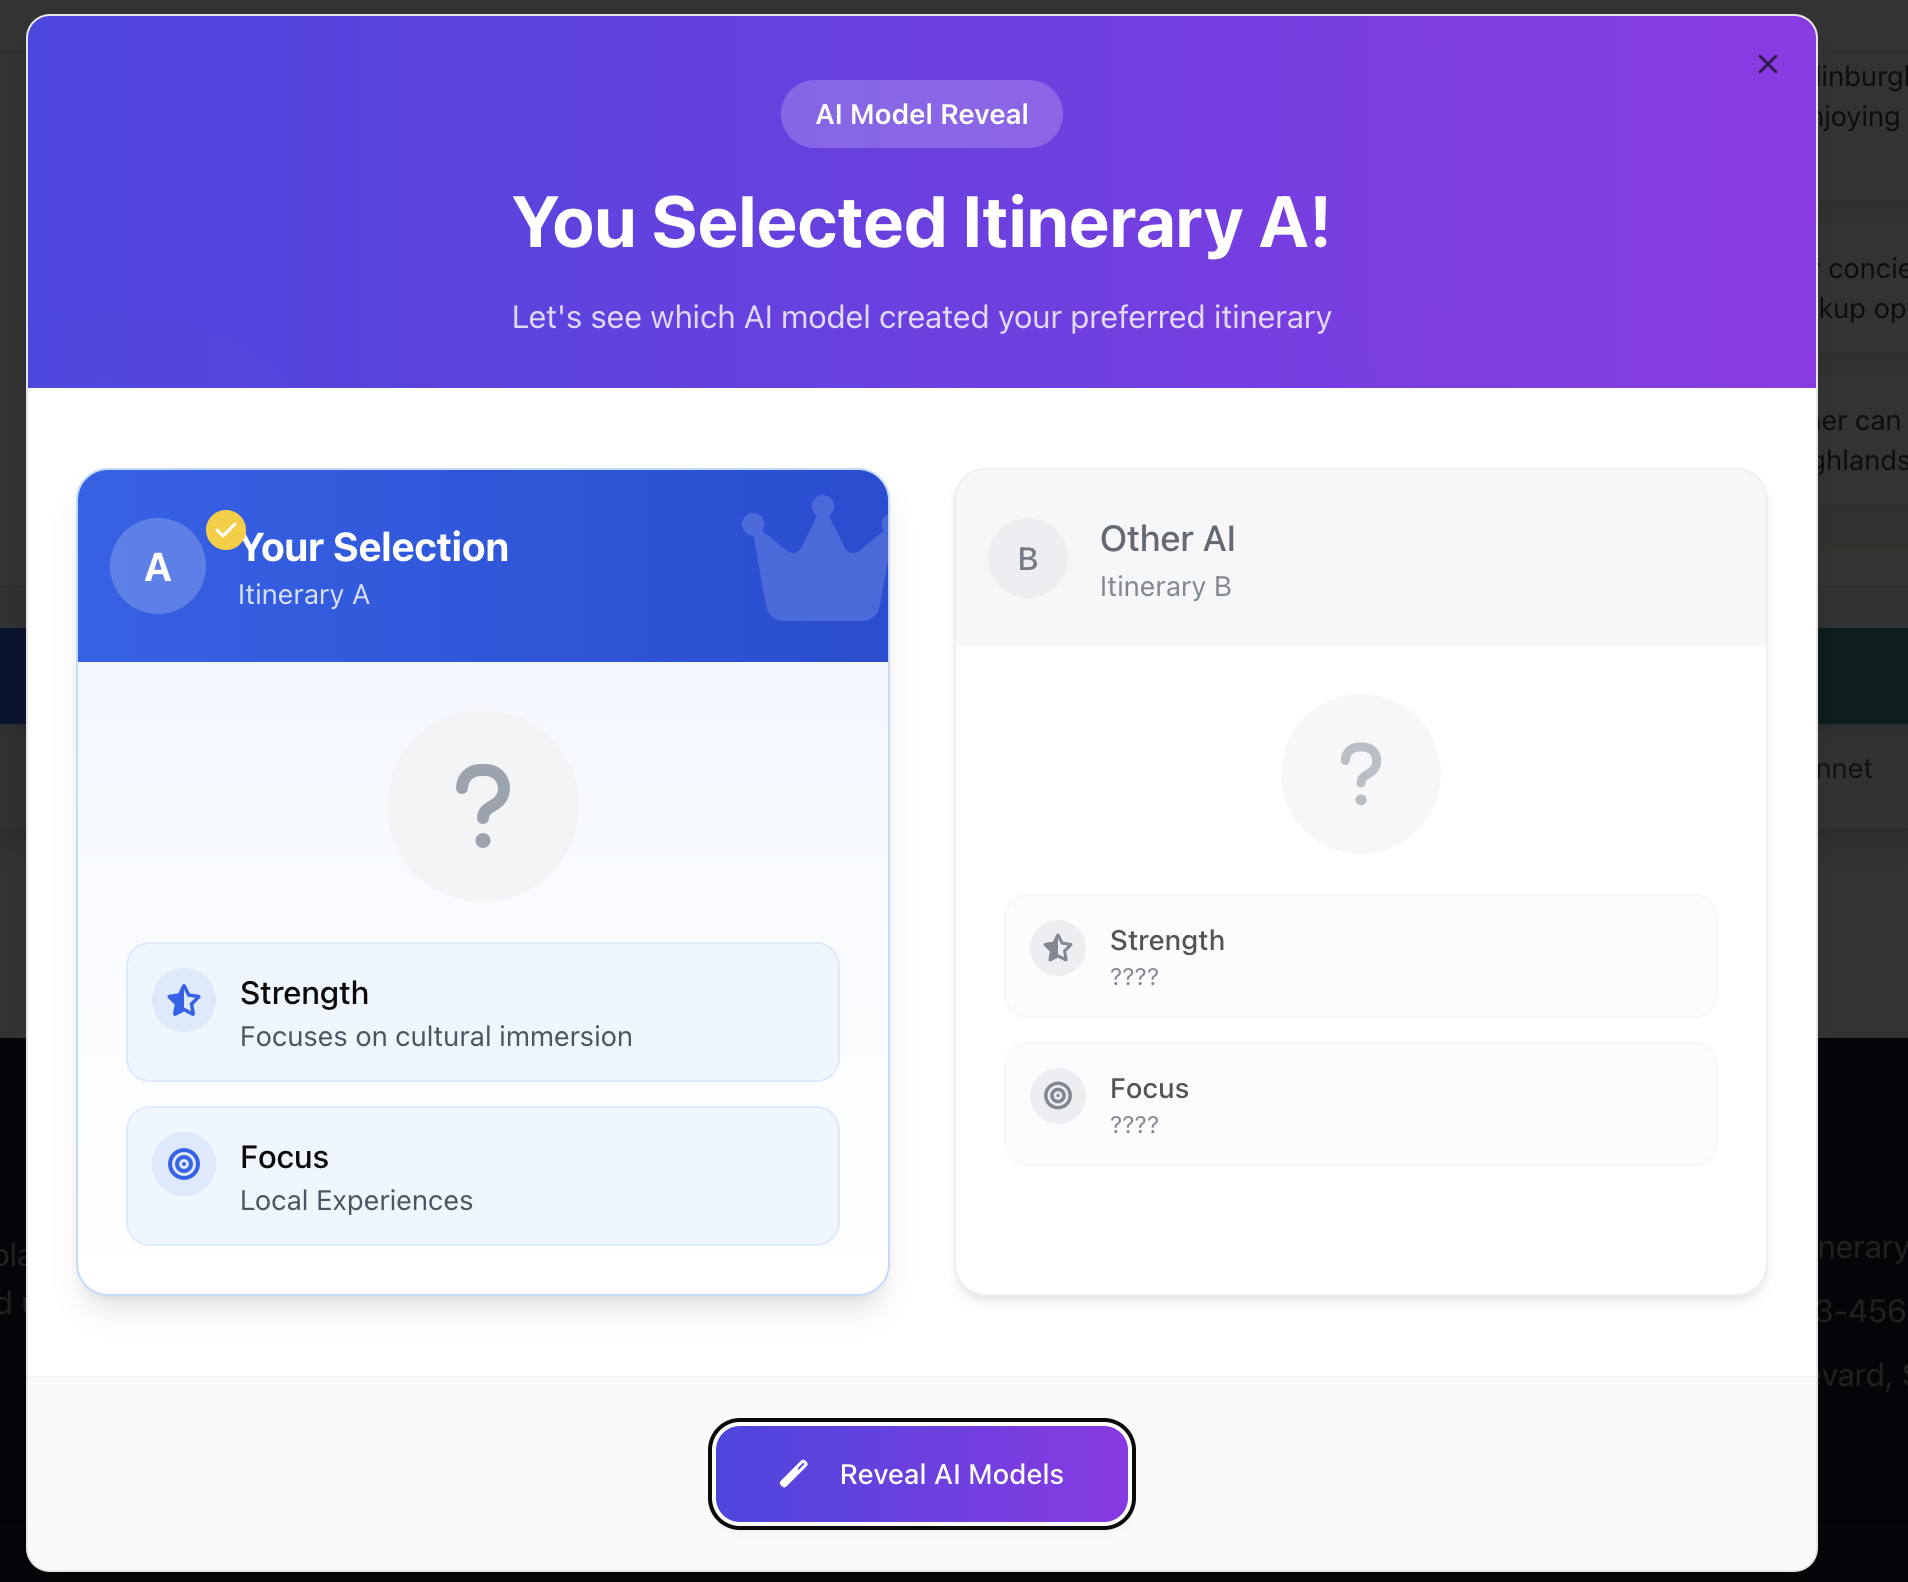 AI Model Reveal
You Selected Itinerary A!
Let's see which AI model created your preferred itinerary
A
Your Selection
Itinerary A
?
Strength
Focuses on cultural immersion
Focus
Local Experiences
B
Other AI
Itinerary B
?
Strength
????
Focus
????
Reveal AI Models
can